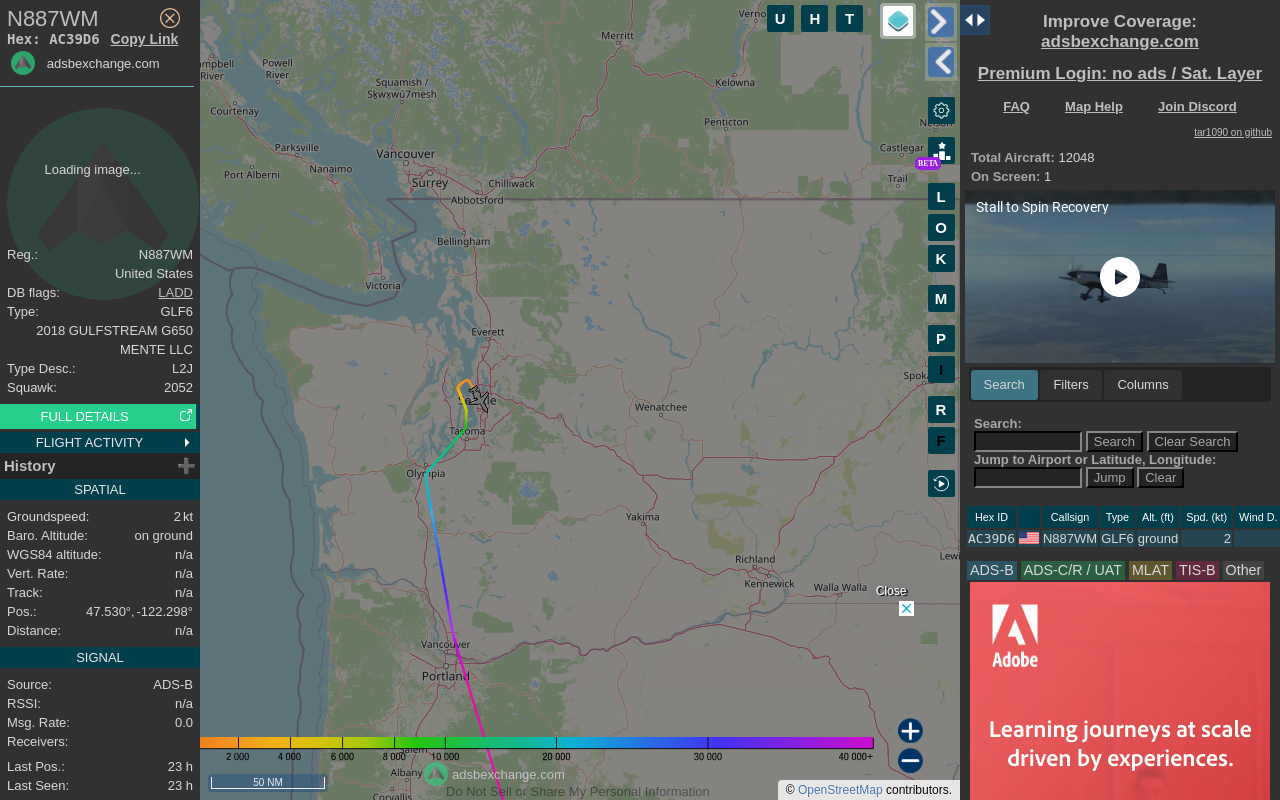 N887WM
Hex: AC39D6 Copy Link
adsbexchange.com
Loading image...
Reg.: N887WM
United States
DB flags: LADD
Type: GLF6
2018 GULFSTREAM G650
MENTE LLC
Type Desc.: L2J
Squawk: 2052
FULL DETAILS
FLIGHT ACTIVITY
History
SPATIAL
Groundspeed: 2 kt
Baro. Altitude: on ground
WGS84 altitude: n/a
Vert. Rate: n/a
Track: n/a
Pos.: 47.530°, -122.298°
Distance: n/a
SIGNAL
Source: ADS-B
RSSI: n/a
Msg. Rate: 0.0
Receivers:
Last Pos.: 23 h
Last Seen: 23 h
Merritt
mpbell
River
Powell
River
Squamish /
Sḵwx̱wú7mesh
Kelowna
Courtenay
Penticton
Parksville
Vancouver
Nanaimo
Port Alberni
Surrey
Chilliwack
Abbotsford
Castlegar
Trail
Bellingham
Victoria
Everett
Wenatchee
Tacoma
Olympia
Yakima
Richland
Kennewick
Walla Walla
Vancouver
Portland
Albany
Corvallis
U H T
BETA
L
O
K
M
P
I
R
F
Close
2 000 4 000 6 000 8 000 10 000 20 000 30 000 40 000+
50 NM
adsbexchange.com
Do Not Sell or Share My Personal Information
© OpenStreetMap contributors.
Improve Coverage:
adsbexchange.com
Premium Login: no ads / Sat. Layer
FAQ Map Help Join Discord
tar1090 on github
Total Aircraft: 12048
On Screen: 1
Stall to Spin Recovery
Search Filters Columns
Search:
Search Clear Search
Jump to Airport or Latitude, Longitude:
Jump Clear
Hex ID Callsign Type Alt. (ft) Spd. (kt) Wind D.
AC39D6 N887WM GLF6 ground 2
ADS-B ADS-C/R / UAT MLAT TIS-B Other
Adobe
Learning journeys at scale
driven by experiences.